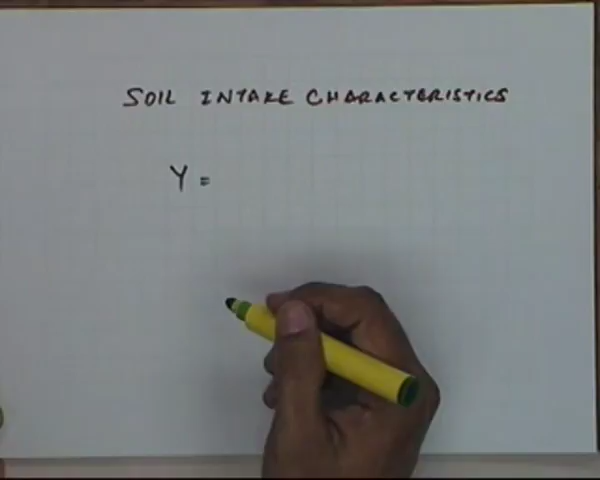 SOIL INTAKE CHARACTERISTICS
Y =